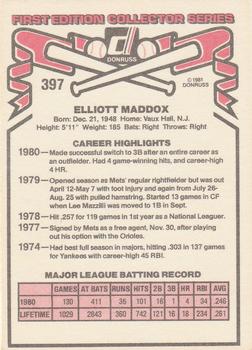 FIRST EDITION COLLECTOR SERIES
DONRUSS
397
© 1981
DONRUSS
ELLIOTT MADDOX
Born: Dec. 21, 1948 Home: Vaux Hall, N.J.
Height: 5'11" Weight: 185 Bats: Right Throws: Right
CAREER HIGHLIGHTS
1980— Made successful switch to 3B after an entire career as
an outfielder. Had 4 game-winning hits, and career-high
4 HR.
1979— Opened season as Mets' regular rightfielder but was out
April 12-May 7 with foot injury and again from July 26-
Aug. 25 with pulled hamstring. Started 13 games in CF
when Lee Mazzilli was moved to 1B in Sept.
1978— Hit .257 for 119 games in 1st year as a National Leaguer.
1977— Signed by Mets as a free agent, Nov. 30, after playing
out his option with the Orioles.
1974— Had best full season in majors, hitting .303 in 137 games
for Yankees with career-high 45 RBI.
MAJOR LEAGUE BATTING RECORD
GAMES AT BATS RUNS HITS 2B 3B HR RBI AVG
1980 130 411 35 101 16 1 4 34 .246
LIFETIME 1029 2843 360 742 121 16 18 234 .261